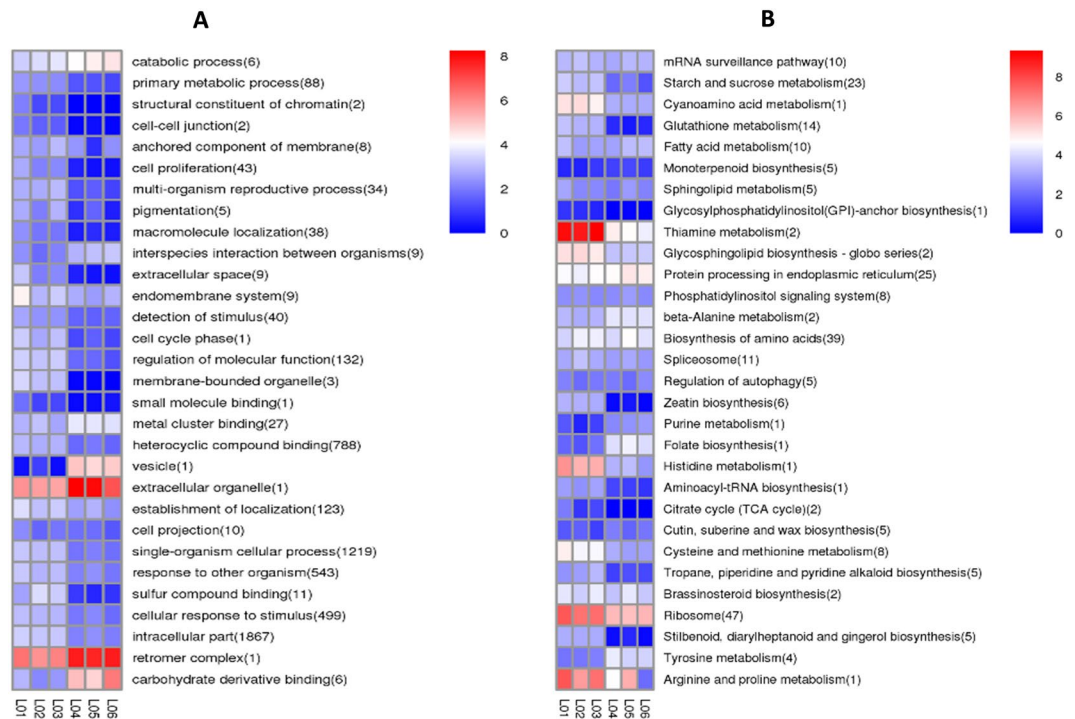 A
catabolic process(6)
primary metabolic process(88)
structural constituent of chromatin(2)
cell-cell junction(2)
anchored component of membrane(8)
cell proliferation(43)
multi-organism reproductive process(34)
pigmentation(5)
macromolecule localization(38)
interspecies interaction between organisms(9)
extracellular space(9)
endomembrane system(9)
detection of stimulus(40)
cell cycle phase(1)
regulation of molecular function(132)
membrane-bounded organelle(3)
small molecule binding(1)
metal cluster binding(27)
heterocyclic compound binding(788)
vesicle(1)
extracellular organelle(1)
establishment of localization(123)
cell projection(10)
single-organism cellular process(1219)
response to other organism(543)
sulfur compound binding(11)
cellular response to stimulus(499)
intracellular part(1867)
retromer complex(1)
carbohydrate derivative binding(6)
L01 L02 L03 L04 L05 L06
8
6
4
2
0
B
mRNA surveillance pathway(10)
Starch and sucrose metabolism(23)
Cyanoamino acid metabolism(1)
Glutathione metabolism(14)
Fatty acid metabolism(10)
Monoterpenoid biosynthesis(5)
Sphingolipid metabolism(5)
Glycosylphosphatidylinositol(GPI)-anchor biosynthesis(1)
Thiamine metabolism(2)
Glycosphingolipid biosynthesis - globo series(2)
Protein processing in endoplasmic reticulum(25)
Phosphatidylinositol signaling system(8)
beta-Alanine metabolism(2)
Biosynthesis of amino acids(39)
Spliceosome(11)
Regulation of autophagy(5)
Zeatin biosynthesis(6)
Purine metabolism(1)
Folate biosynthesis(1)
Histidine metabolism(1)
Aminoacyl-tRNA biosynthesis(1)
Citrate cycle (TCA cycle)(2)
Cutin, suberine and wax biosynthesis(5)
Cysteine and methionine metabolism(8)
Tropane, piperidine and pyridine alkaloid biosynthesis(5)
Brassinosteroid biosynthesis(2)
Ribosome(47)
Stilbenoid, diarylheptanoid and gingerol biosynthesis(5)
Tyrosine metabolism(4)
Arginine and proline metabolism(1)
L01 L02 L03 L04 L05 L06
8
6
4
2
0